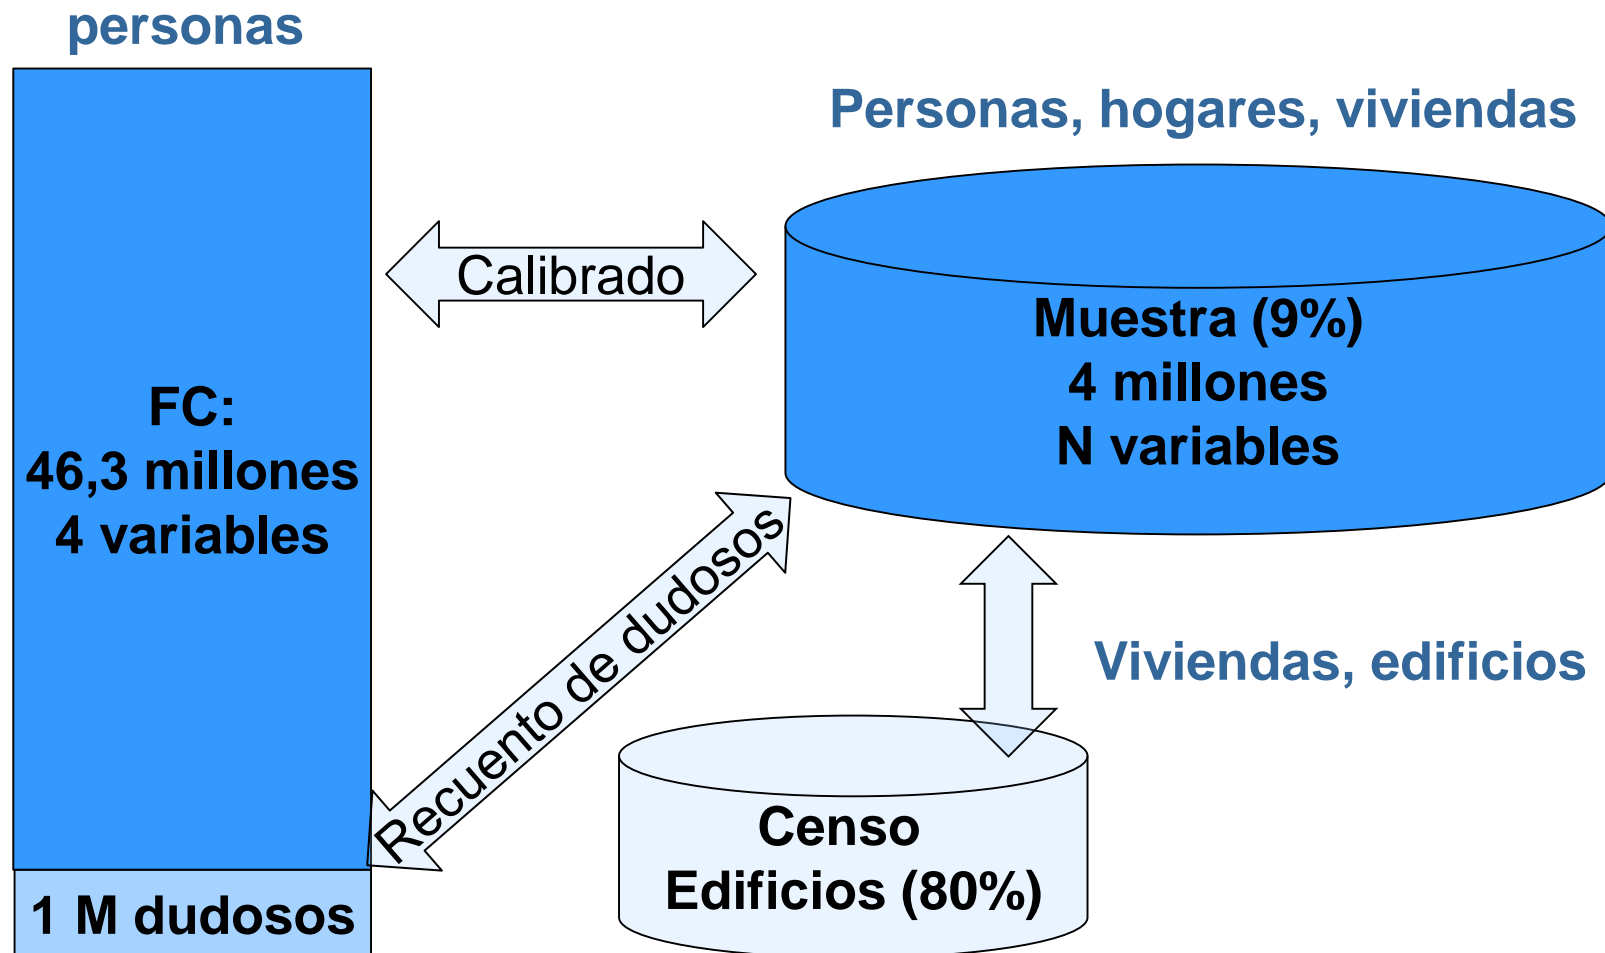 personas
FC:
46,3 millones
4 variables
1 M dudosos
Calibrado
Recuento de dudosos
Personas, hogares, viviendas
Muestra (9%)
4 millones
N variables
Viviendas, edificios
Censo
Edificios (80%)